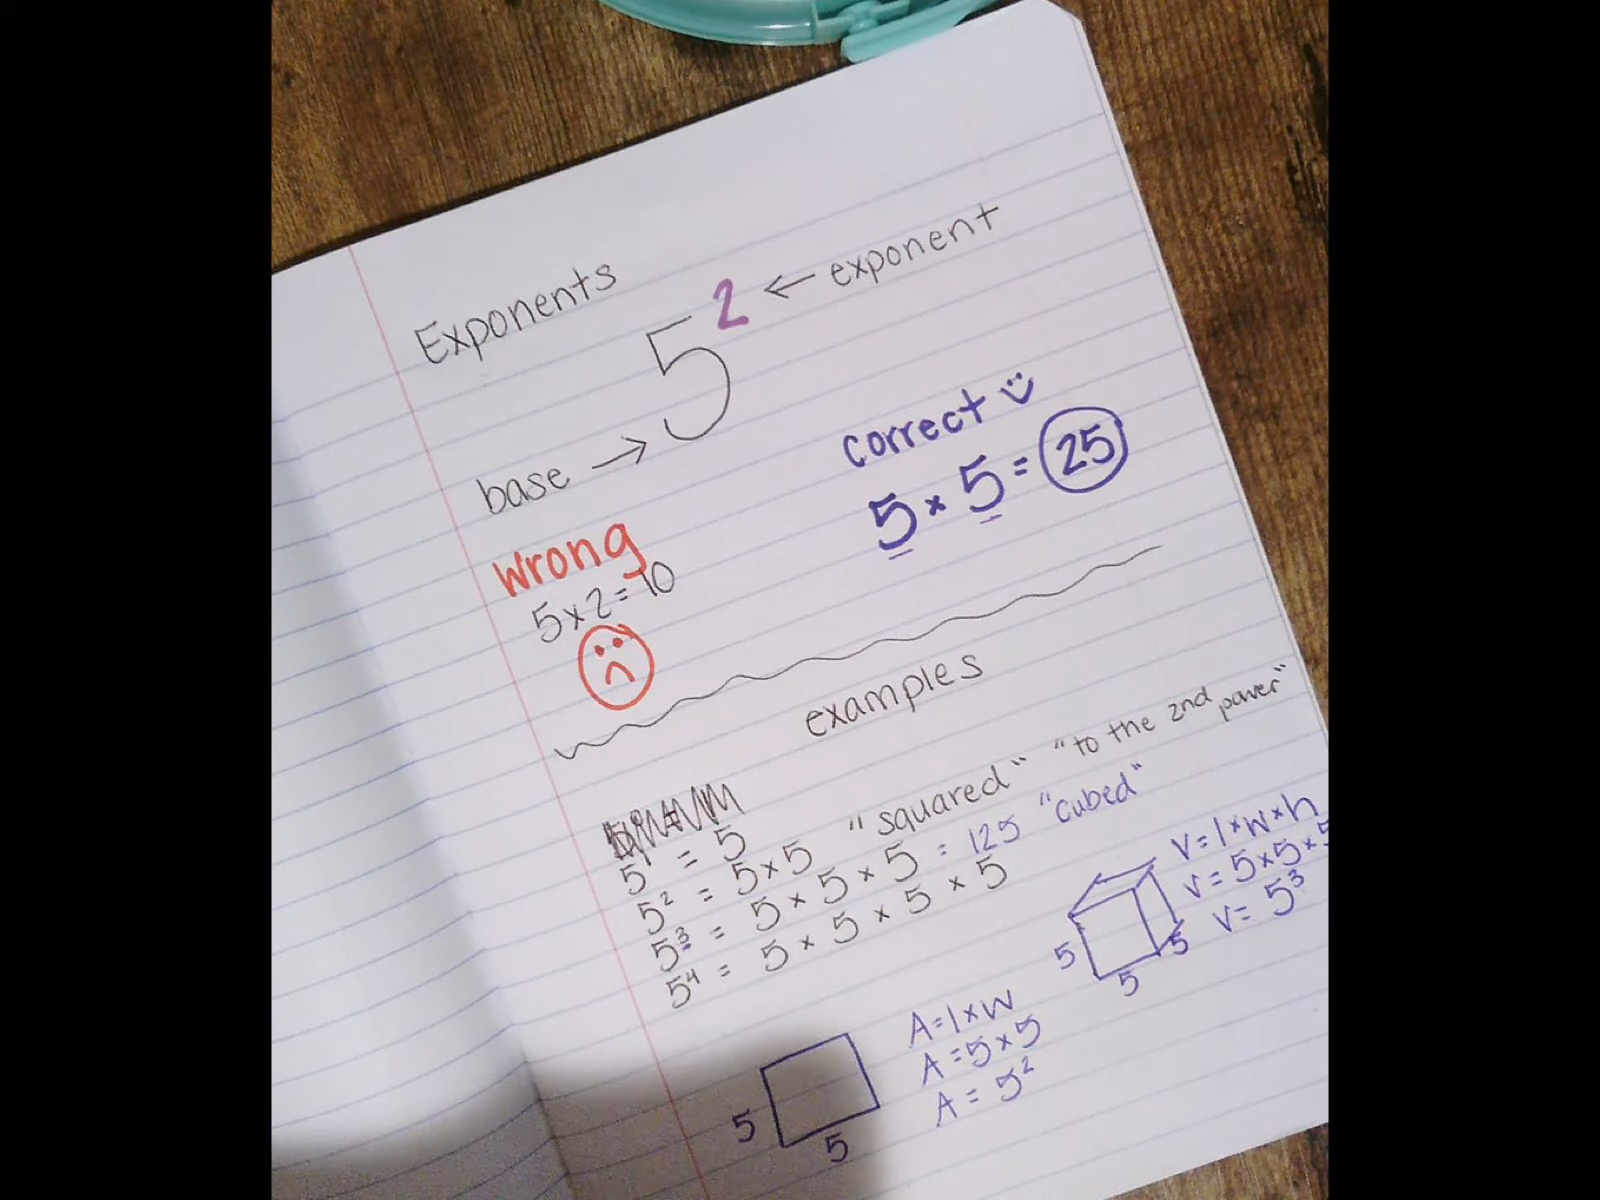 Exponents
5² ← exponent
base →
correct
5 × 5 = 25
wrong
5 × 2 = 10
examples
5¹ = 5
5² = 5 × 5 "squared" "to the 2nd power"
5³ = 5 × 5 × 5 = 125 "cubed"
5⁴ = 5 × 5 × 5 × 5
V = l × w × h
V = 5 × 5 × 5
V = 5³
5
5
5
A = l × w
A = 5 × 5
A = 5²
5
5